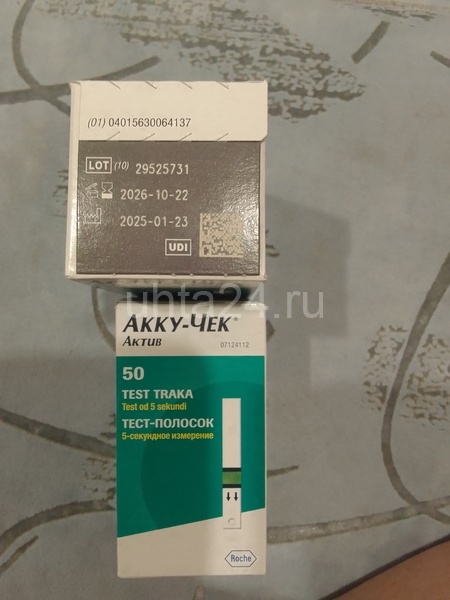 (01) 04015630064137
LOT (10) 29525731
2026-10-22
2025-01-23
UDI
uhta24.ru
АККУ-ЧЕК®
АКТИВ
07124112
50
TEST TRAKA
Test od 5 sekundi
ТЕСТ-ПОЛОСОК
5-секундное измерение
Roche